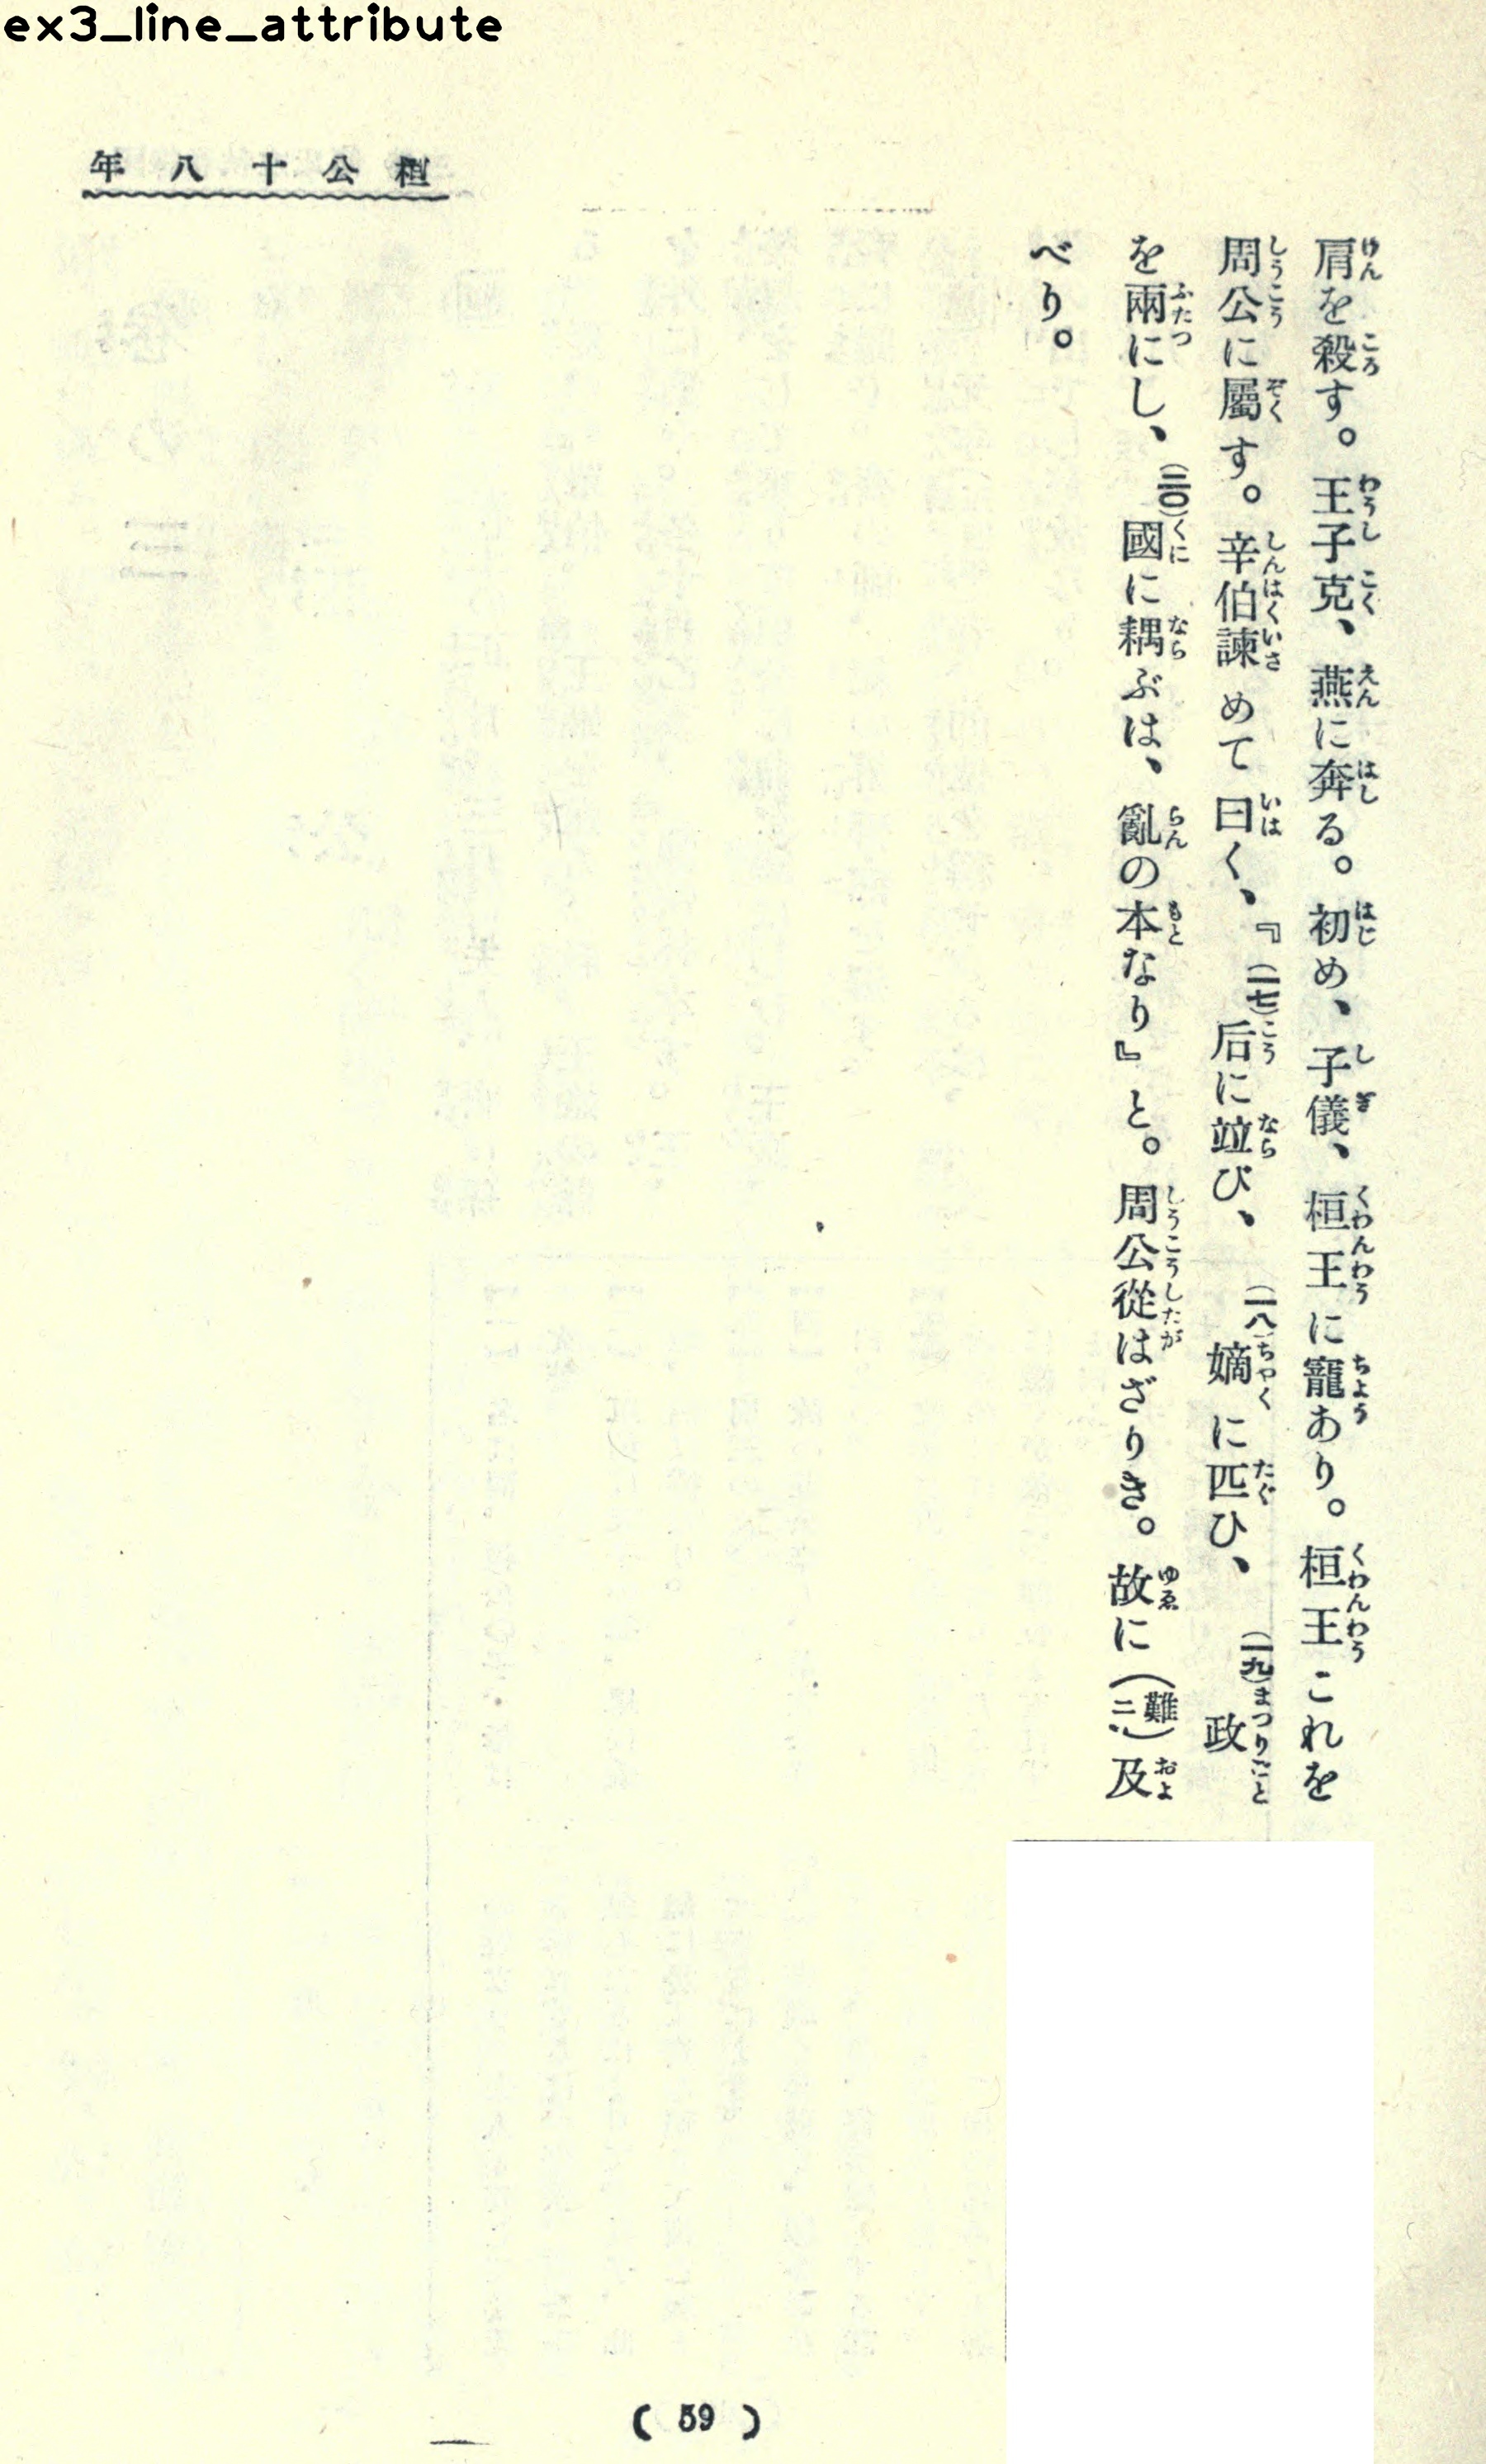 ex3_line_attribute
桓公十八年
肩を殺す。王子克、燕に奔る。初め、子儀、桓王に寵あり。桓王これを
周公に屬す。辛伯諫めて曰く、『(一七)后に竝び、(一八)嫡に匹ひ、(一九)政
を兩にし、(二〇)國に耦ぶは、亂の本なり』と。周公從はざりき。故に(難二)及
べり。
( 59 )